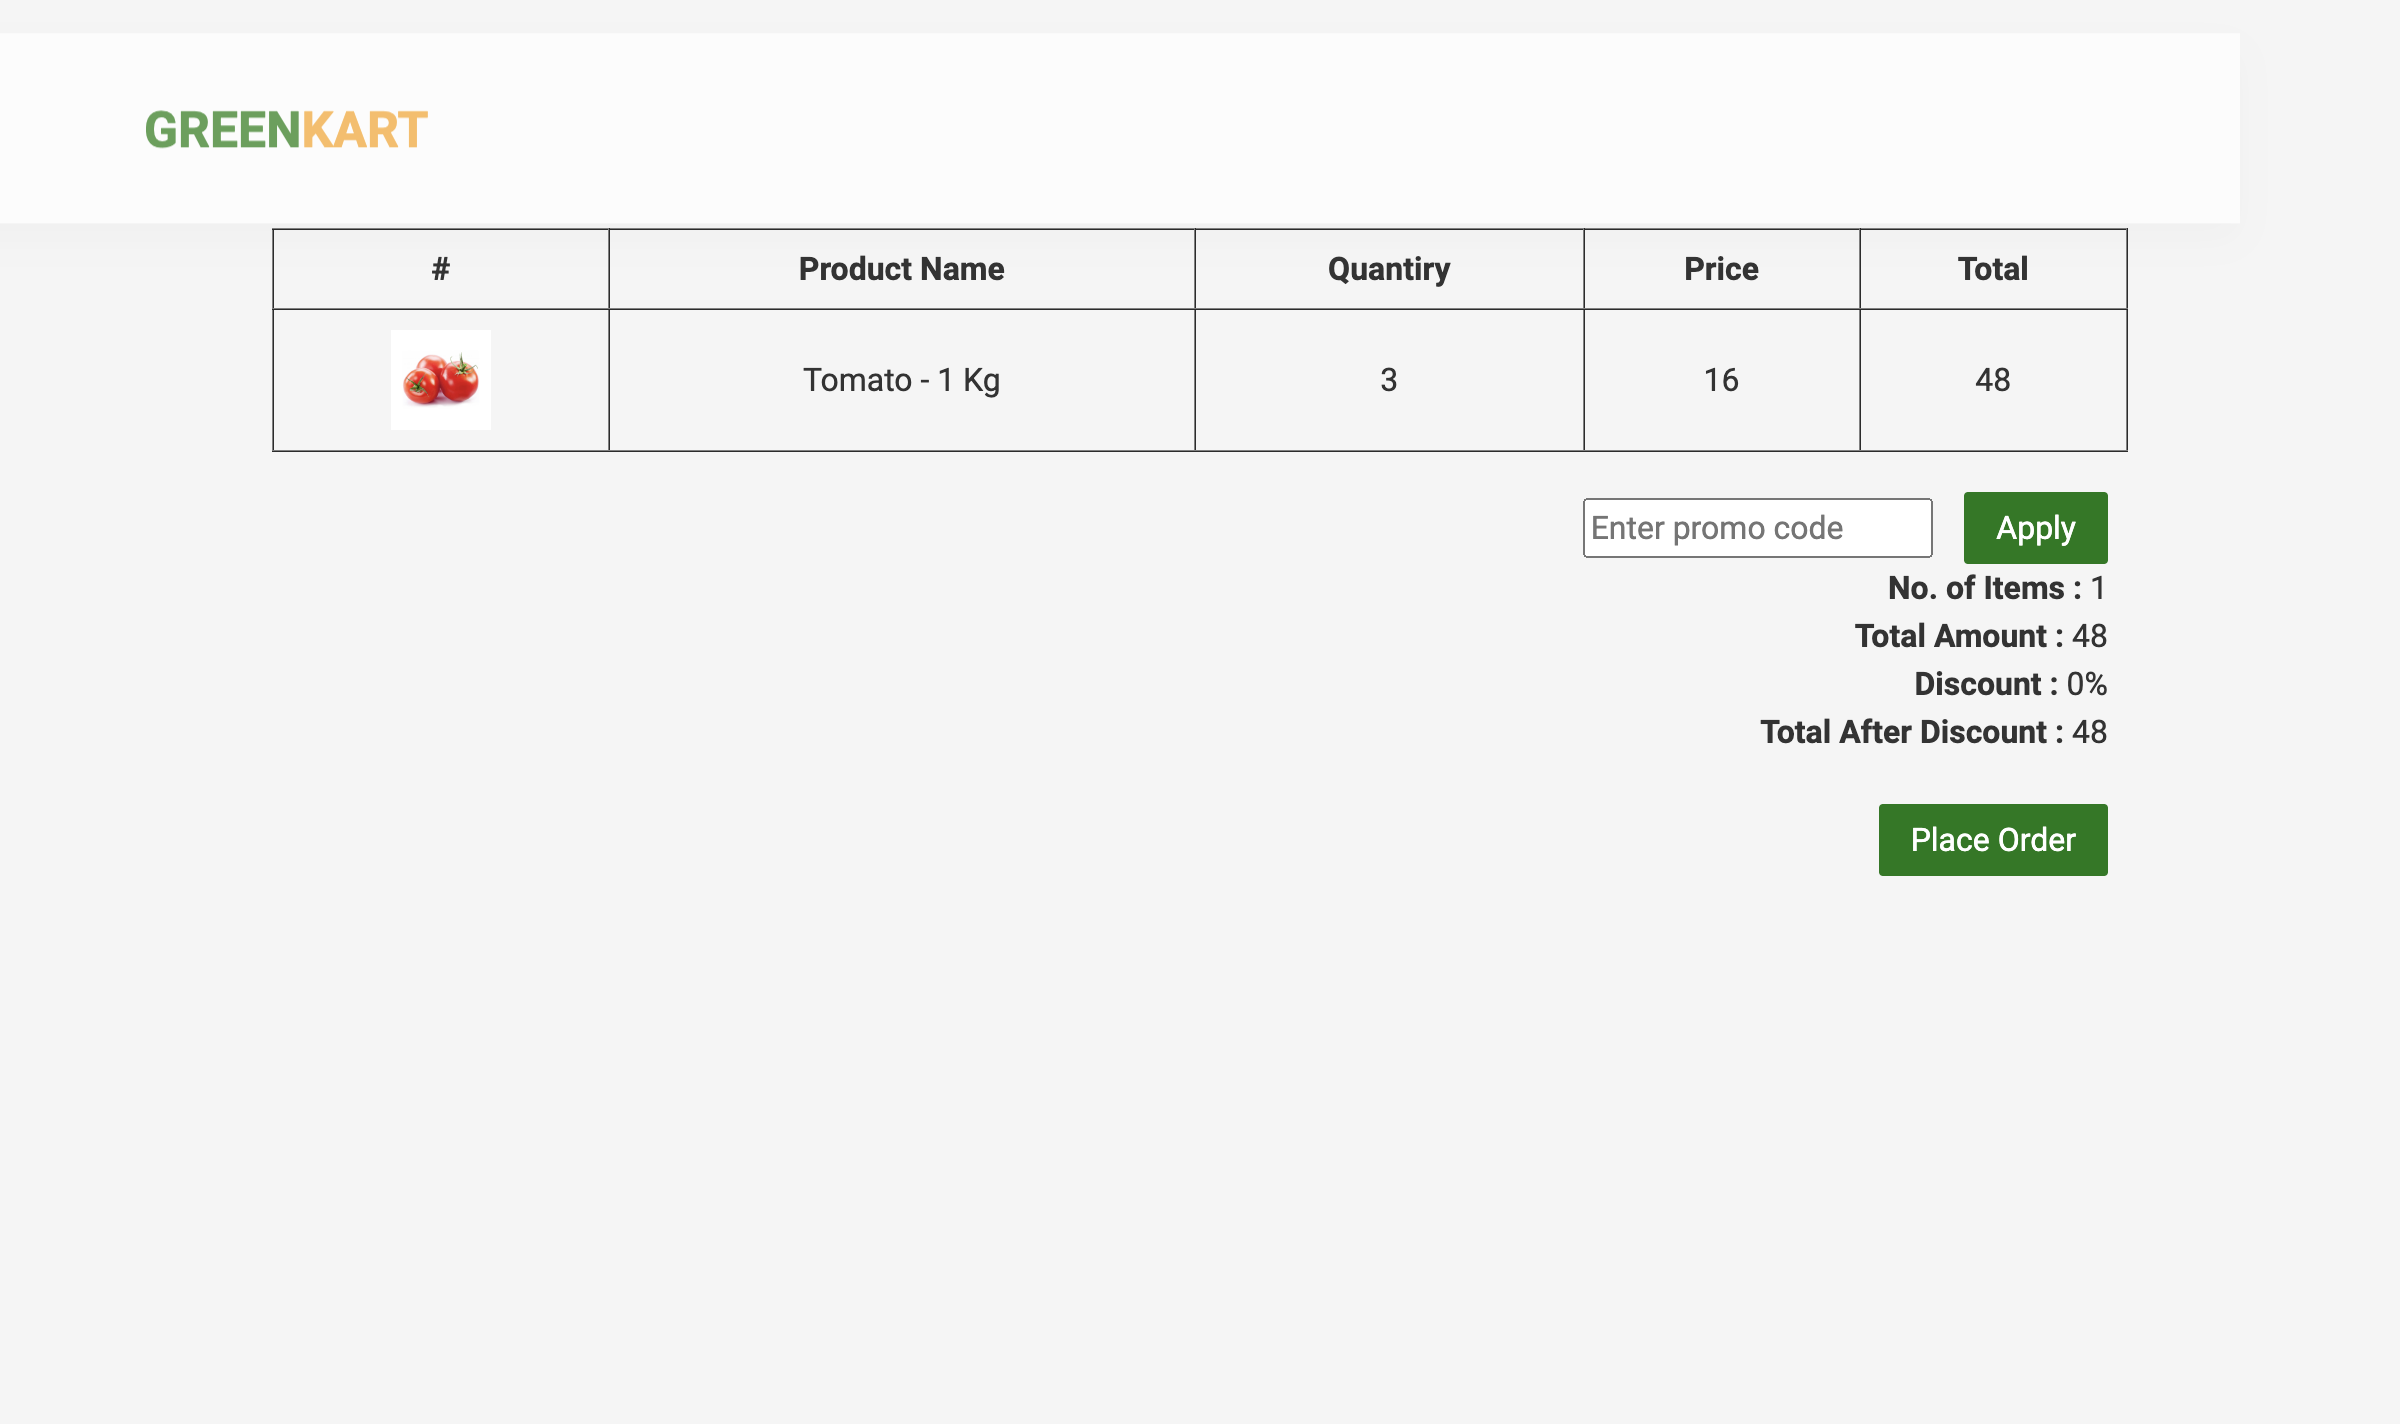 GREENKART
# Product Name Quantiry Price Total
Tomato - 1 Kg 3 16 48
Enter promo code Apply
No. of Items : 1
Total Amount : 48
Discount : 0%
Total After Discount : 48
Place Order